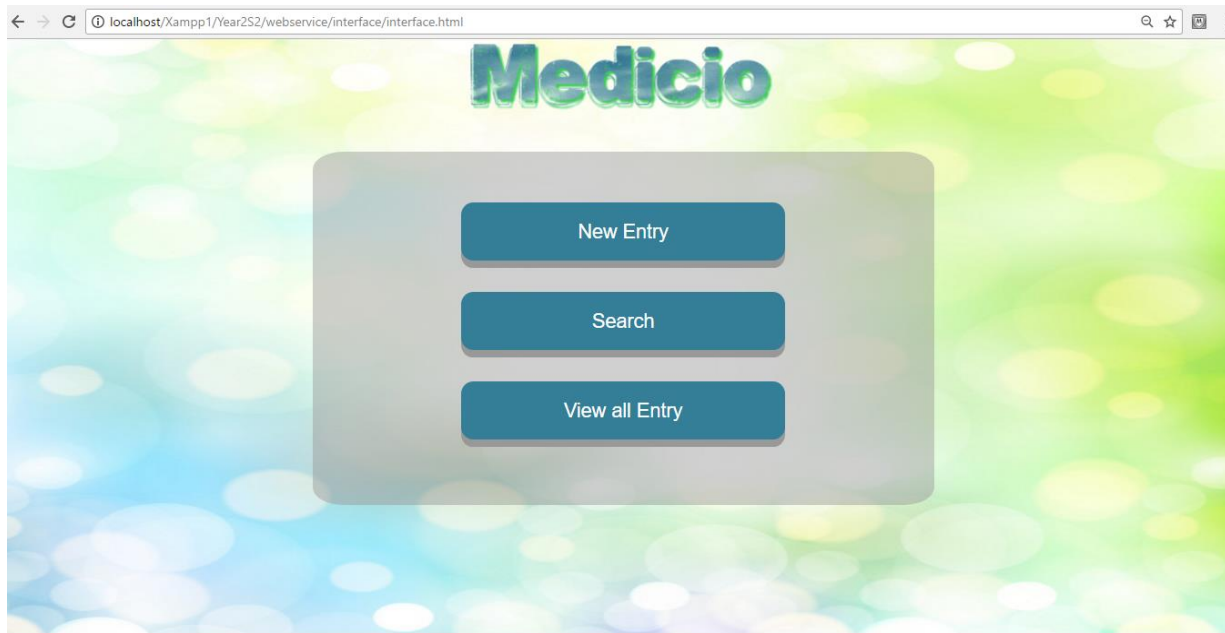 localhost/Xampp1/Year2S2/webservice/interface/interface.html
Medicio
New Entry
Search
View all Entry